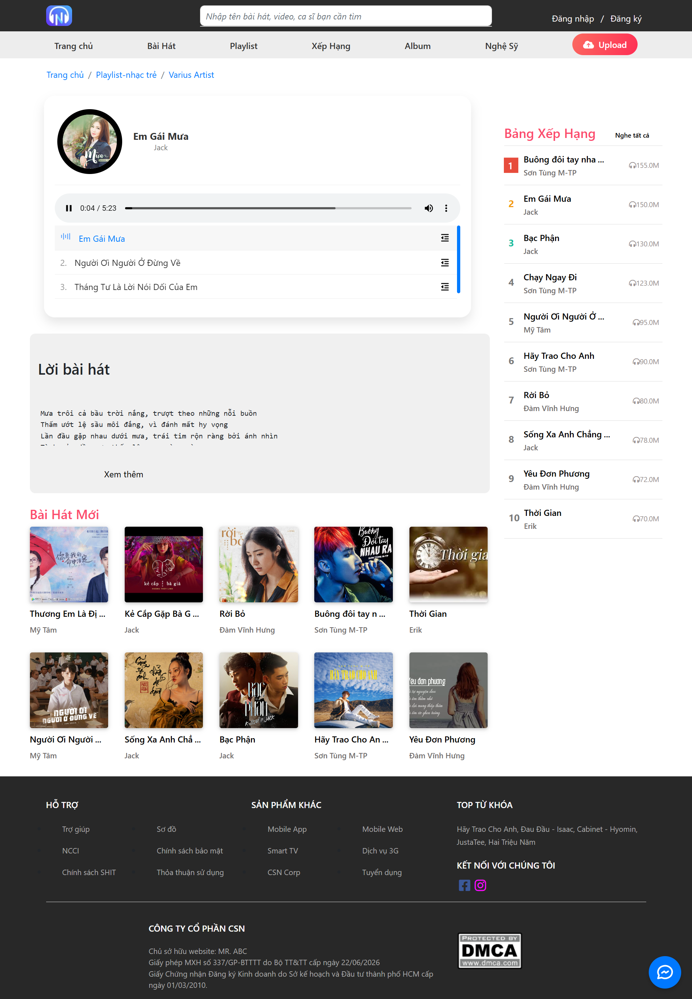 Nhập tên bài hát, video, ca sĩ bạn cần tìm
Đăng nhập / Đăng ký
Trang chủ
Bài Hát
Playlist
Xếp Hạng
Album
Nghệ Sỹ
Upload
Trang chủ / Playlist-nhạc trẻ / Varius Artist
Em Gái Mưa
Jack
0:04 / 5:23
Em Gái Mưa
2. Người Ơi Người Ở Đừng Về
3. Tháng Tư Là Lời Nói Dối Của Em
Lời bài hát
Mưa trôi cả bầu trời nắng, trượt theo những nỗi buồn
Thấm ướt lệ sầu môi đắng, vì đánh mất hy vọng
Lần đầu gặp nhau dưới mưa, trái tim rộn ràng bởi ánh nhìn
Xem thêm
Bảng Xếp Hạng
Nghe tất cả
1 Buông đôi tay nha ... 155.0M
Sơn Tùng M-TP
2 Em Gái Mưa 150.0M
Jack
3 Bạc Phận 130.0M
Jack
4 Chạy Ngay Đi 123.0M
Sơn Tùng M-TP
5 Người Ơi Người Ở ... 95.0M
Mỹ Tâm
6 Hãy Trao Cho Anh 90.0M
Sơn Tùng M-TP
7 Rời Bỏ 80.0M
Đàm Vĩnh Hưng
8 Sống Xa Anh Chẳng ... 78.0M
Jack
9 Yêu Đơn Phương 72.0M
Đàm Vĩnh Hưng
10 Thời Gian 70.0M
Erik
Bài Hát Mới
你是我的
命中注定
kẻ cắp bà già
HOÀNG THÙY LINH
rời
bỏ
Buông
Đôi tay
NHAU RA
SƠN TÙNG M-TP
Thời gia
Thương Em Là Đị ...
Mỹ Tâm
Kẻ Cắp Gặp Bà G ...
Jack
Rời Bỏ
Đàm Vĩnh Hưng
Buông đôi tay n ...
Sơn Tùng M-TP
Thời Gian
Erik
NGƯỜI ƠI
NGƯỜI Ở ĐỪNG VỀ
BẠC
PHẬN
K-ICM # JACK
HÃY TRAO CHO ANH
Yêu đơn phương
Người Ơi Người ...
Mỹ Tâm
Sống Xa Anh Chẳ ...
Jack
Bạc Phận
Jack
Hãy Trao Cho An ...
Sơn Tùng M-TP
Yêu Đơn Phương
Đàm Vĩnh Hưng
HỖ TRỢ
Trợ giúp
Sơ đồ
NCCI
Chính sách bảo mật
Chính sách SHIT
Thỏa thuận sử dụng
SẢN PHẨM KHÁC
Mobile App
Mobile Web
Smart TV
Dịch vụ 3G
CSN Corp
Tuyển dụng
TOP TỪ KHÓA
Hãy Trao Cho Anh, Đau Đầu - Isaac, Cabinet - Hyomin,
JustaTee, Hai Triệu Năm
KẾT NỐI VỚI CHÚNG TÔI
CÔNG TY CỔ PHẦN CSN
Chủ sở hữu website: MR. ABC
Giấy phép MXH số 337/GP-BTTTT do Bộ TT&TT cấp ngày 22/06/2026
Giấy Chứng nhận Đăng ký Kinh doanh do Sở kế hoạch và Đầu tư thành phố HCM cấp
ngày 01/03/2010.
PROTECTED BY
DMCA
www.dmca.com